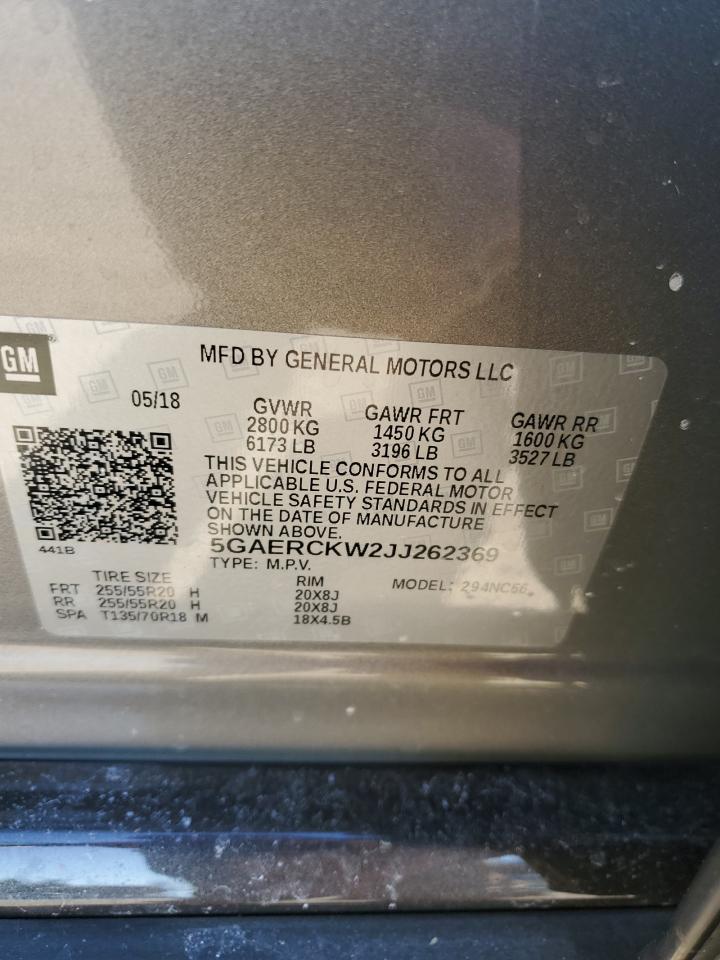 GM
MFD BY GENERAL MOTORS LLC
05/18
GVWR GAWR FRT GAWR RR
2800 KG 1450 KG 1600 KG
6173 LB 3196 LB 3527 LB
THIS VEHICLE CONFORMS TO ALL
APPLICABLE U.S. FEDERAL MOTOR
VEHICLE SAFETY STANDARDS IN EFFECT
ON THE DATE OF MANUFACTURE
SHOWN ABOVE.
441B
5GAERCKW2JJ262369
TYPE: M.P.V.
TIRE SIZE RIM MODEL: 294NC56
FRT 255/55R20 H 20X8J
RR 255/55R20 H 20X8J
SPA T135/70R18 M 18X4.5B